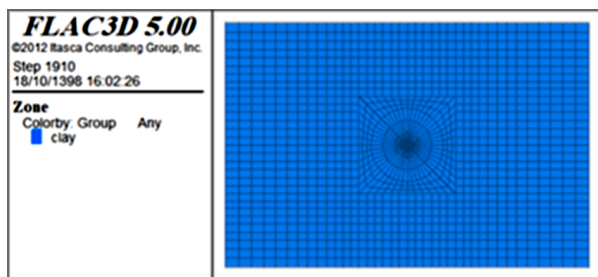 FLAC3D 5.00
©2012 Itasca Consulting Group, Inc.
Step 1910
18/10/1398 16:02:26
Zone
Colorby: Group Any
clay